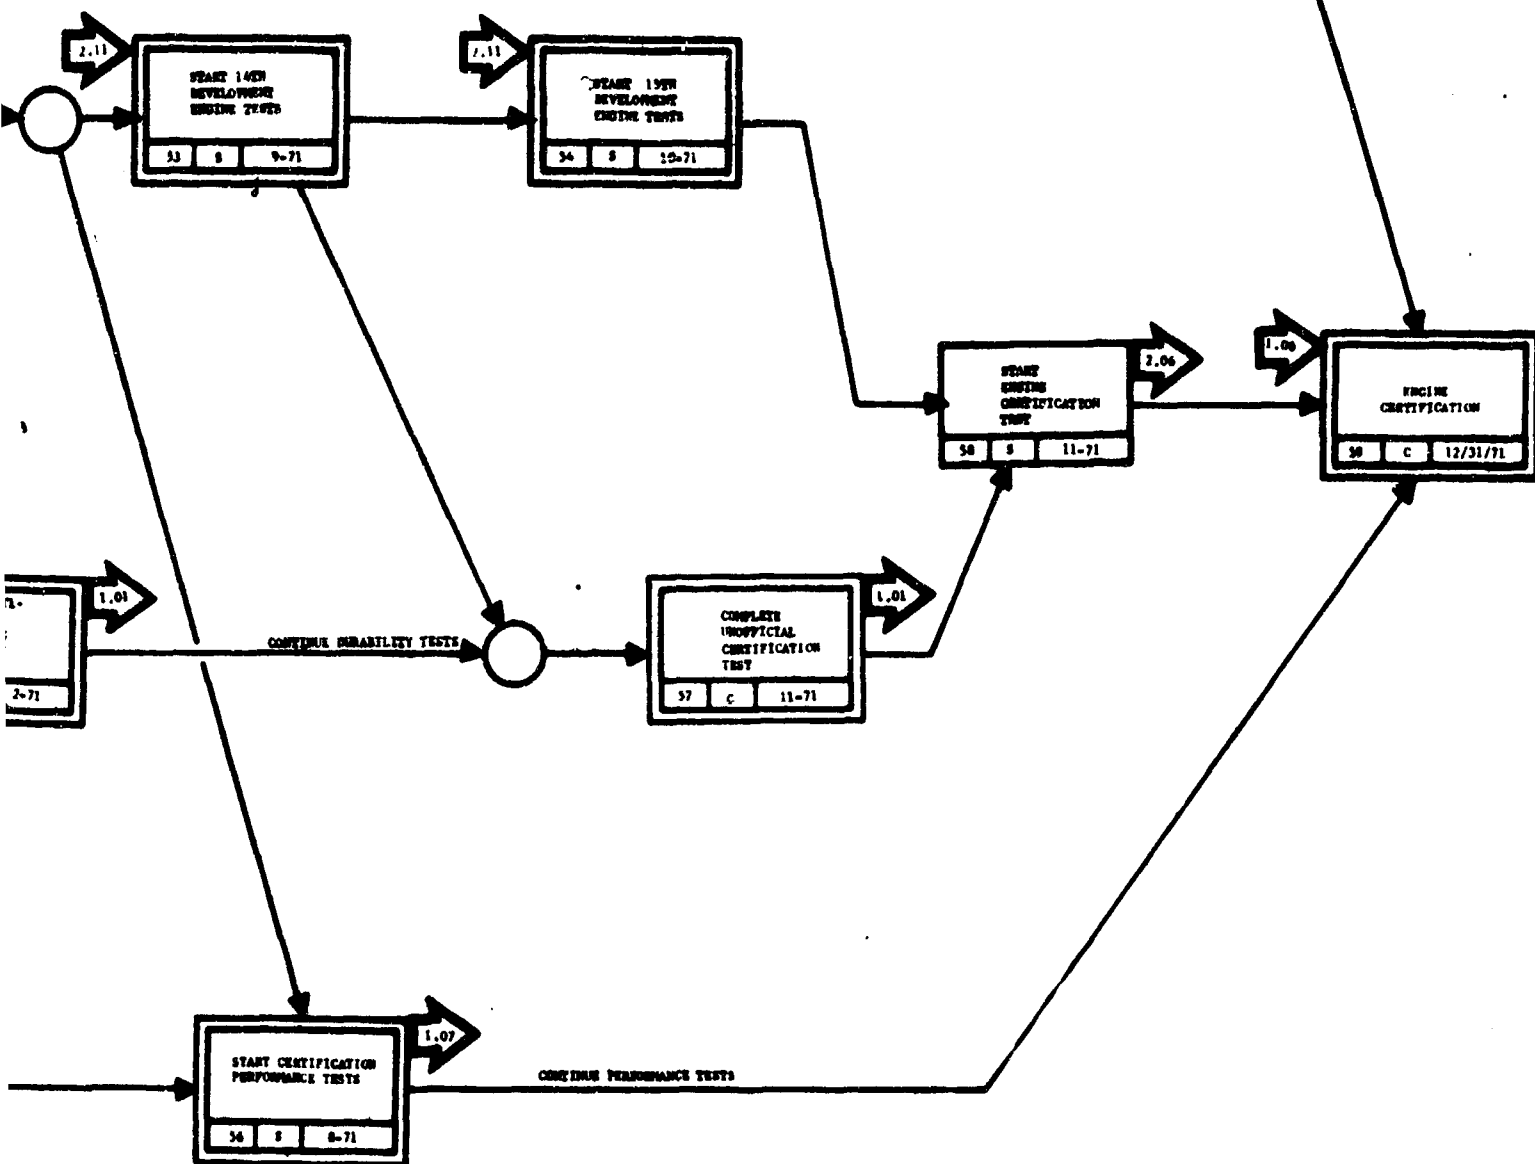 2.11
START 14TH
DEVELOPMENT
ENGINE TESTS
53 S 9-71
2.11
START 15TH
DEVELOPMENT
ENGINE TESTS
54 S 10-71
2.06
START
ENGINE
CERTIFICATION
TEST
58 S 11-71
1.06
ENGINE
CERTIFICATION
C 12/31/71
1.01
2-71
CONTINUE DURABILITY TESTS
1.01
COMPLETE
UNOFFICIAL
CERTIFICATION
TEST
57 C 11-71
1.07
START CERTIFICATION
PERFORMANCE TESTS
56 S 8-71
CONTINUE PERFORMANCE TESTS